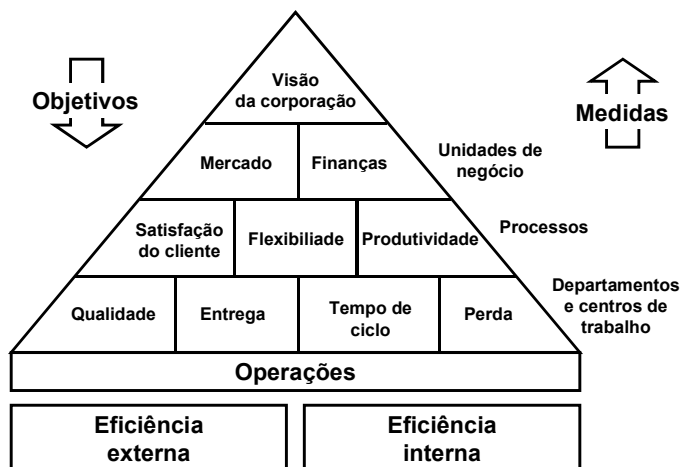 Visão
da corporação
Objetivos
Medidas
Mercado
Finanças
Unidades de
negócio
Satisfação
do cliente
Flexibiliade
Produtividade
Processos
Qualidade
Entrega
Tempo de
ciclo
Perda
Departamentos
e centros de
trabalho
Operações
Eficiência
externa
Eficiência
interna